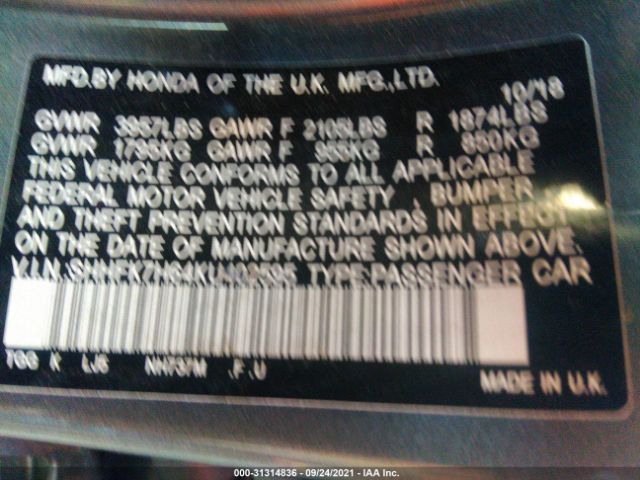 MFD.BY HONDA OF THE U.K. MFG.,LTD.
10/18
GVWR 3957LBS GAWR F 2105LBS R 1874LBS
GVWR 1795KG GAWR F 955KG R 850KG
THIS VEHICLE CONFORMS TO ALL APPLICABLE
FEDERAL MOTOR VEHICLE SAFETY , BUMPER
AND THEFT PREVENTION STANDARDS IN EFFECT
ON THE DATE OF MANUFACTURE SHOWN ABOVE.
V.I.N. TYPE:PASSENGER CAR
TGG K NH737M .F.U
MADE IN U.K.
000-31314836 - 09/24/2021 - IAA Inc.